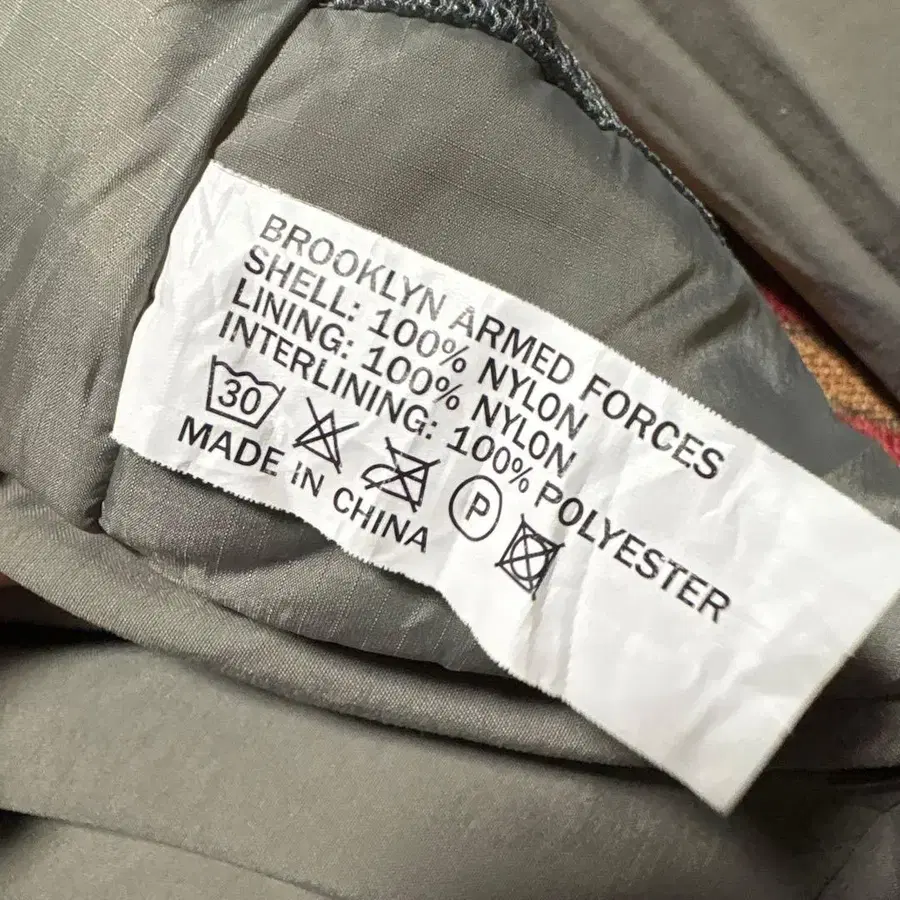 BROOKLYN ARMED FORCES
SHELL: 100% NYLON
LINING: 100% NYLON
INTERLINING: 100% POLYESTER
30 P
MADE IN CHINA